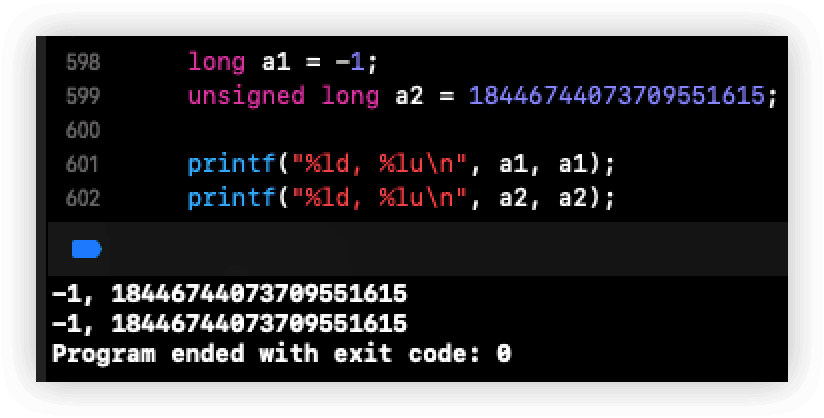 598 long a1 = -1;
599 unsigned long a2 = 18446744073709551615;
600
601 printf("%ld, %lu\n", a1, a1);
602 printf("%ld, %lu\n", a2, a2);
-1, 18446744073709551615
-1, 18446744073709551615
Program ended with exit code: 0